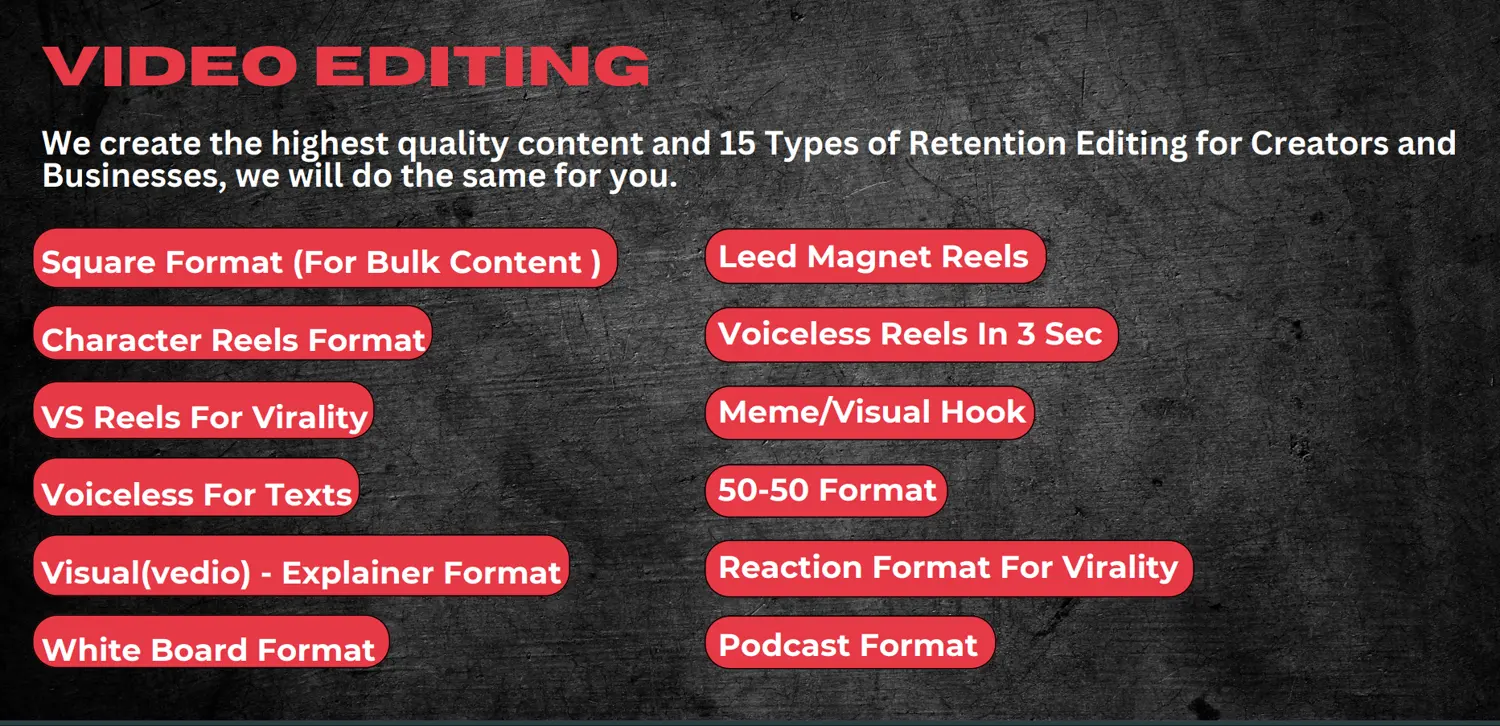 VIDEO EDITING
We create the highest quality content and 15 Types of Retention Editing for Creators and
Businesses, we will do the same for you.
Square Format (For Bulk Content )
Character Reels Format
VS Reels For Virality
Voiceless For Texts
Visual(vedio) - Explainer Format
White Board Format
Leed Magnet Reels
Voiceless Reels In 3 Sec
Meme/Visual Hook
50-50 Format
Reaction Format For Virality
Podcast Format